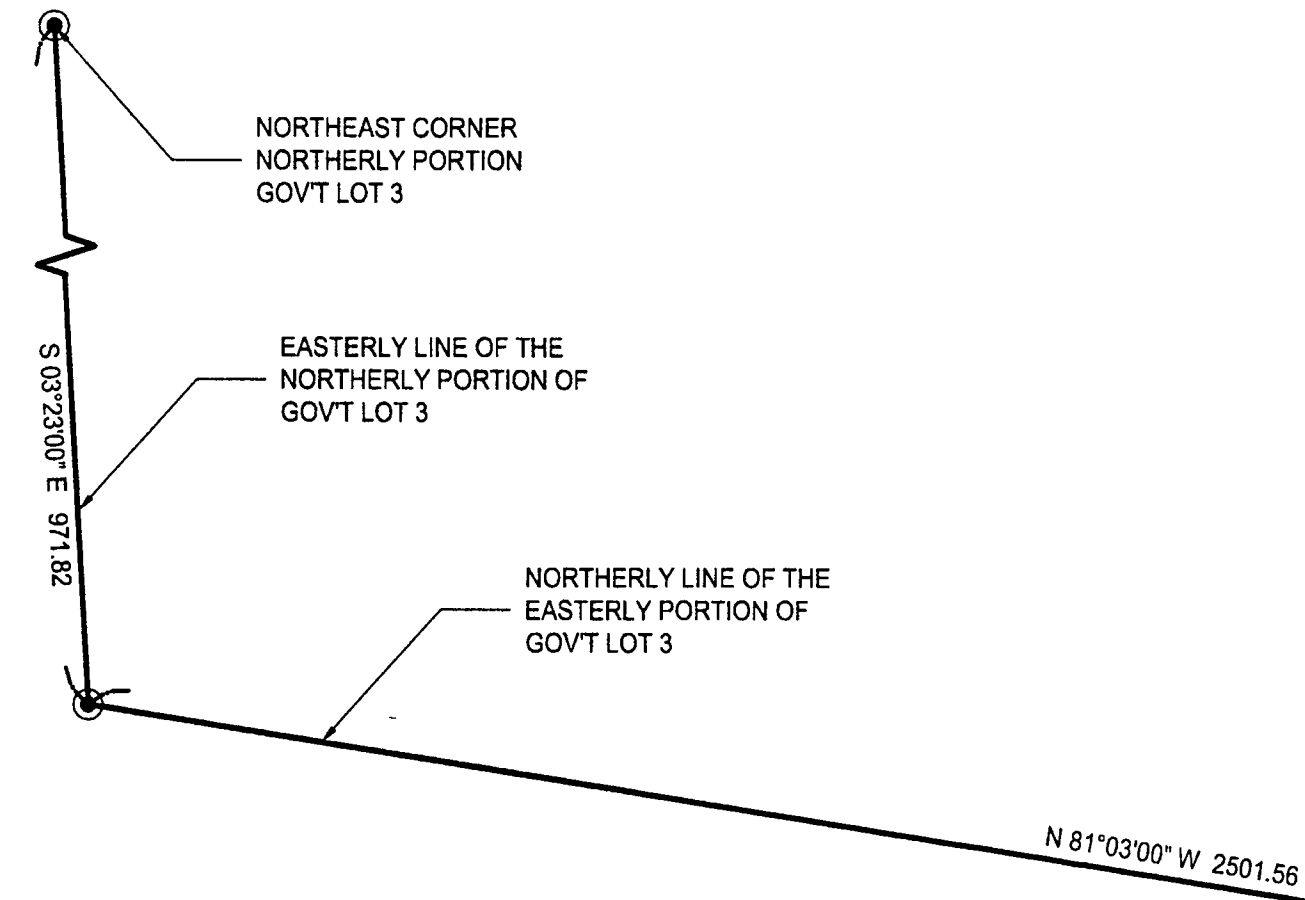 NORTHEAST CORNER
NORTHERLY PORTION
GOV'T LOT 3
EASTERLY LINE OF THE
NORTHERLY PORTION OF
GOV'T LOT 3
S 03°23'00" E 971.82
NORTHERLY LINE OF THE
EASTERLY PORTION OF
GOV'T LOT 3
N 81°03'00" W 2501.56